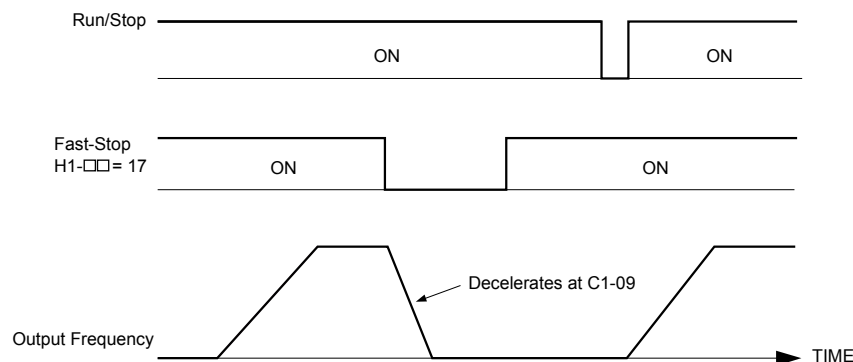 Run/Stop
ON
ON
Fast-Stop
H1-□□= 17
ON
ON
Decelerates at C1-09
Output Frequency
TIME